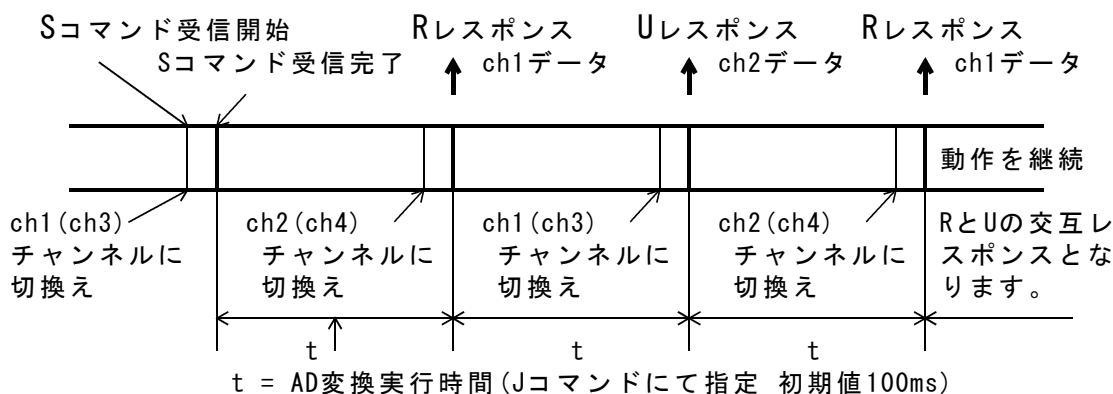 Sコマンド受信開始
Sコマンド受信完了
Rレスポンス
ch1データ
Uレスポンス
ch2データ
Rレスポンス
ch1データ
動作を継続
ch1(ch3)
チャンネルに
切換え
ch2(ch4)
チャンネルに
切換え
ch1(ch3)
チャンネルに
切換え
ch2(ch4)
チャンネルに
切換え
RとUの交互レ
スポンスとな
ります。
t
t
t
t = AD変換実行時間(Jコマンドにて指定 初期値100ms)